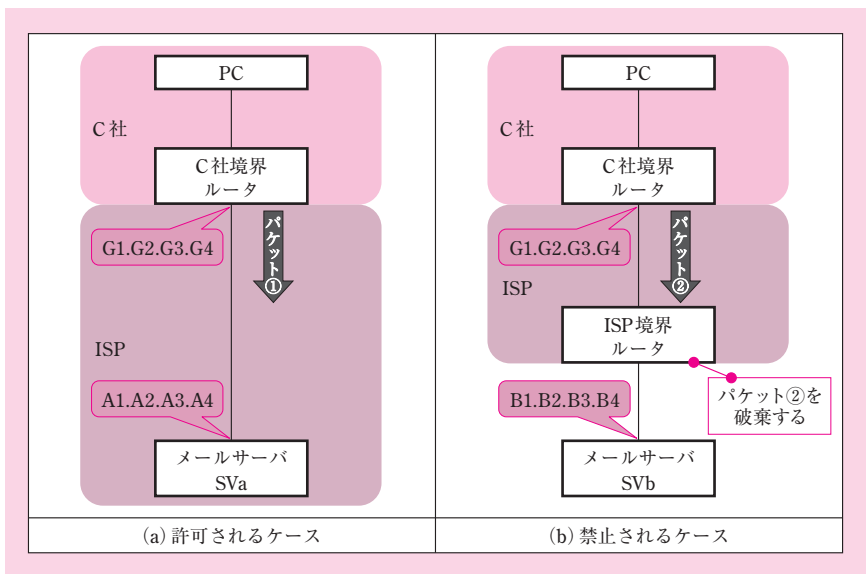 PC
C社
C社境界
ルータ
パケット①
G1.G2.G3.G4
ISP
A1.A2.A3.A4
メールサーバ
SVa
(a) 許可されるケース
PC
C社
C社境界
ルータ
パケット②
G1.G2.G3.G4
ISP
ISP境界
ルータ
パケット②を
破棄する
B1.B2.B3.B4
メールサーバ
SVb
(b) 禁止されるケース